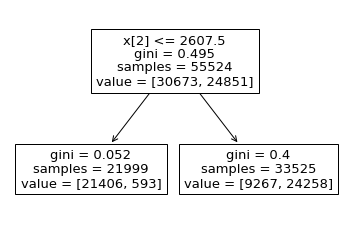 x[2] <= 2607.5
gini = 0.495
samples = 55524
value = [30673, 24851]
gini = 0.052
samples = 21999
value = [21406, 593]
gini = 0.4
samples = 33525
value = [9267, 24258]